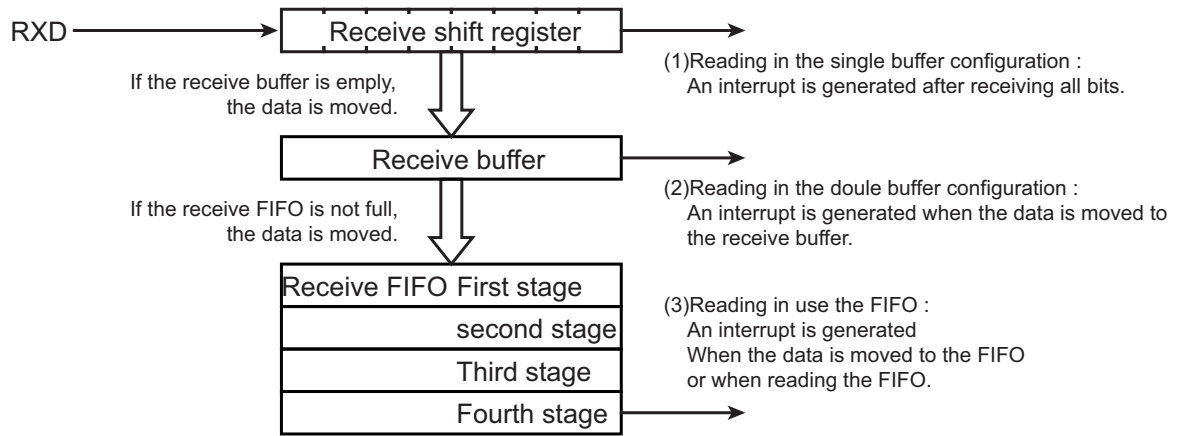 RXD
Receive shift register
(1)Reading in the single buffer configuration :
An interrupt is generated after receiving all bits.
If the receive buffer is emply,
the data is moved.
Receive buffer
(2)Reading in the doule buffer configuration :
An interrupt is generated when the data is moved to
the receive buffer.
If the receive FIFO is not full,
the data is moved.
Receive FIFO First stage
second stage
Third stage
Fourth stage
(3)Reading in use the FIFO :
An interrupt is generated
When the data is moved to the FIFO
or when reading the FIFO.